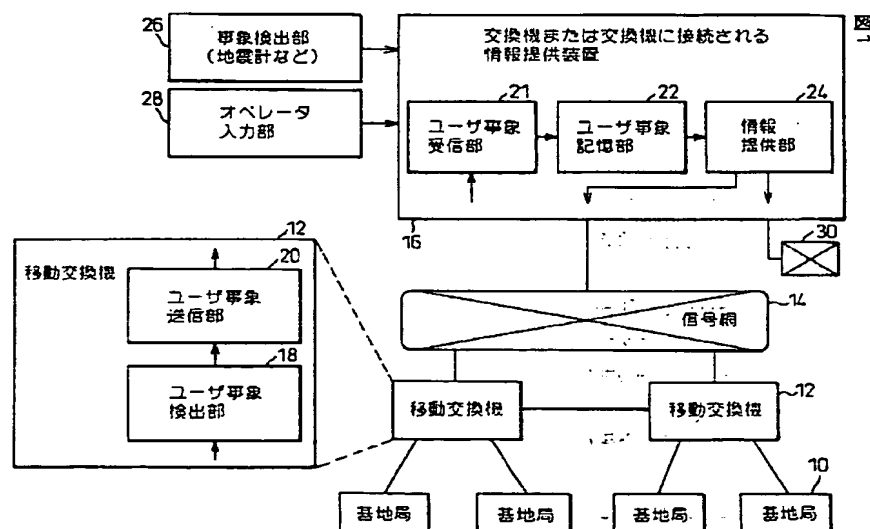 図1
26
事象検出部
(地震計など)
28
オペレータ
入力部
交換機または交換機に接続される
情報提供装置
21
ユーザ事象
受信部
22
ユーザ事象
記憶部
24
情報
提供部
16
30
12
移動交換機
20
ユーザ事象
送信部
18
ユーザ事象
検出部
信号網
14
移動交換機
移動交換機
12
10
基地局
基地局
基地局
基地局